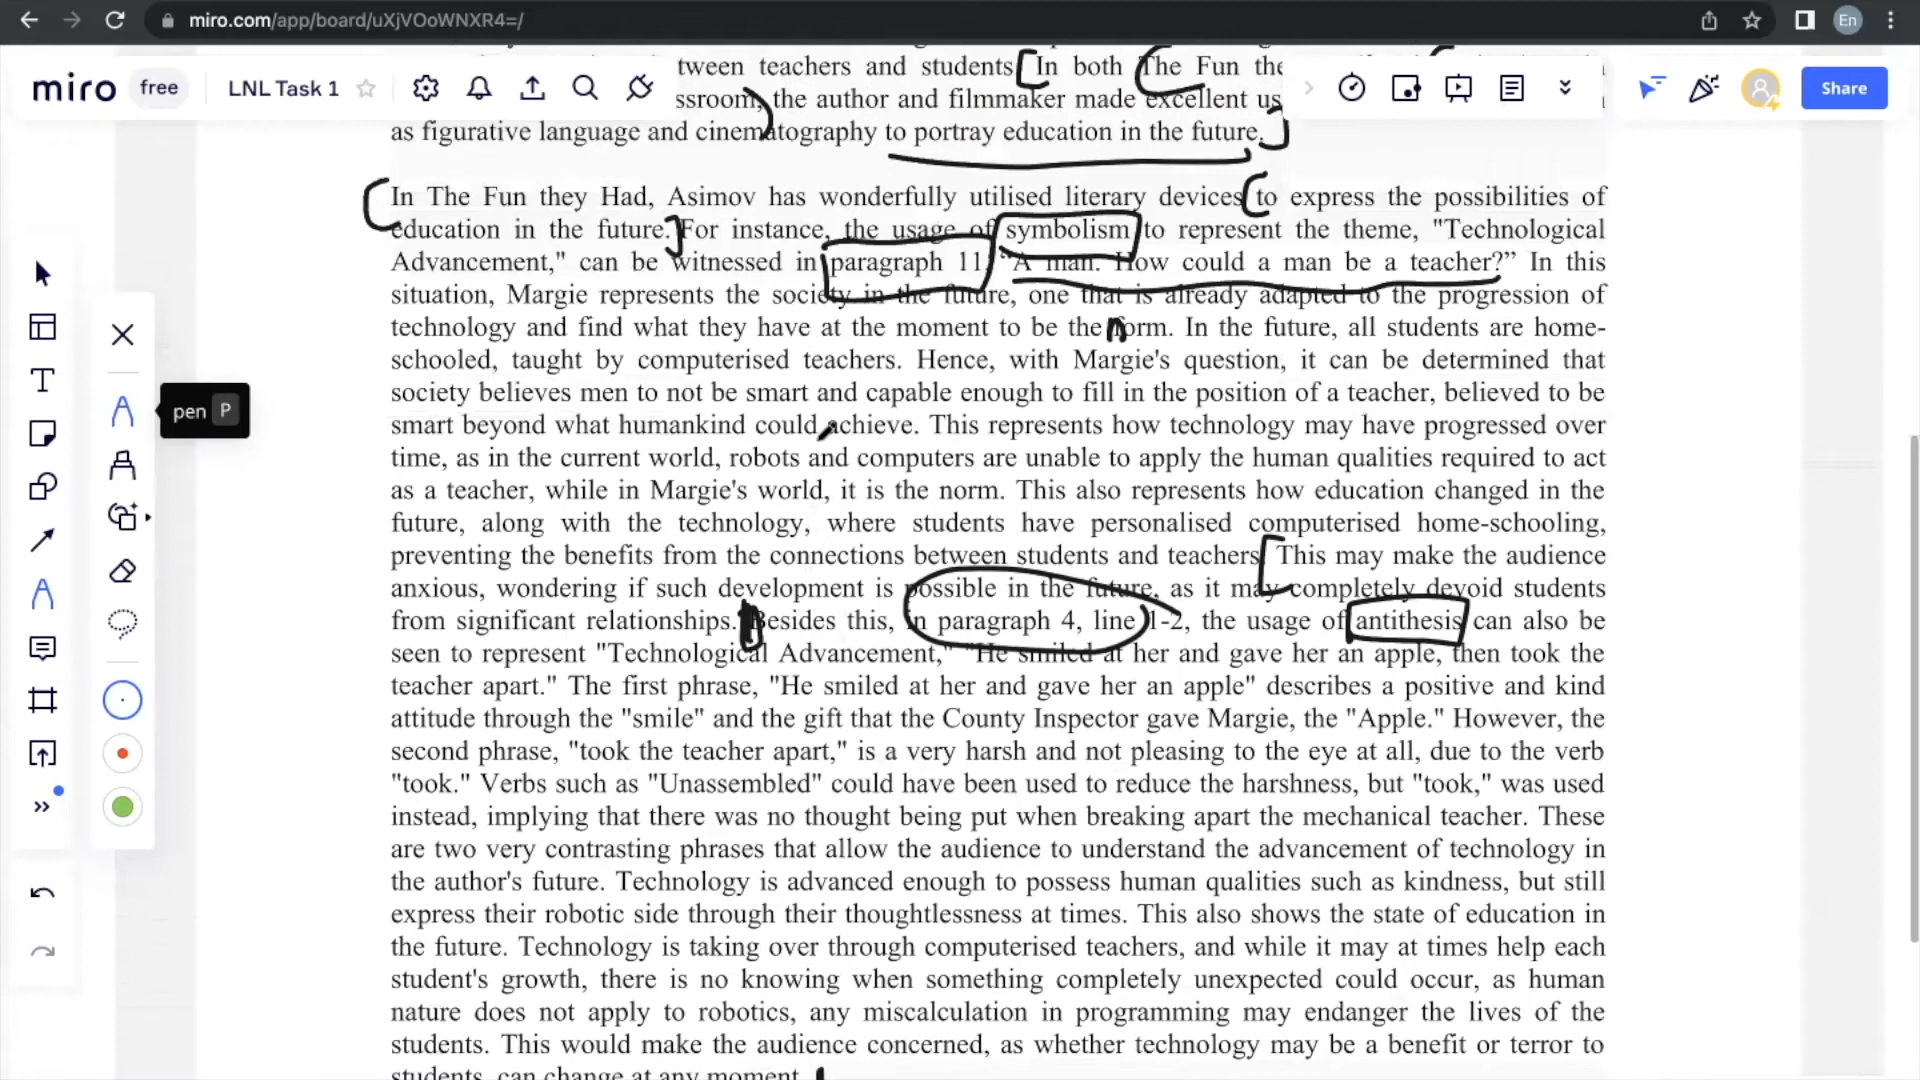 miro.com/app/board/uXjVOoWNXR4=/
En
miro free LNL Task 1
Share
tween teachers and students. In both The Fun the
ssroom, the author and filmmaker made excellent us
as figurative language and cinematography to portray education in the future.
In The Fun they Had, Asimov has wonderfully utilised literary devices to express the possibilities of
education in the future. For instance, the usage of symbolism to represent the theme, "Technological
Advancement," can be witnessed in paragraph 11, “A man. How could a man be a teacher?” In this
situation, Margie represents the society in the future, one that is already adapted to the progression of
technology and find what they have at the moment to be the norm. In the future, all students are home-
schooled, taught by computerised teachers. Hence, with Margie's question, it can be determined that
society believes men to not be smart and capable enough to fill in the position of a teacher, believed to be
smart beyond what humankind could achieve. This represents how technology may have progressed over
time, as in the current world, robots and computers are unable to apply the human qualities required to act
as a teacher, while in Margie's world, it is the norm. This also represents how education changed in the
future, along with the technology, where students have personalised computerised home-schooling,
preventing the benefits from the connections between students and teachers. This may make the audience
anxious, wondering if such development is possible in the future, as it may completely devoid students
from significant relationships. Besides this, in paragraph 4, line 1-2, the usage of antithesis can also be
seen to represent "Technological Advancement," "He smiled at her and gave her an apple, then took the
teacher apart." The first phrase, "He smiled at her and gave her an apple" describes a positive and kind
attitude through the "smile" and the gift that the County Inspector gave Margie, the "Apple." However, the
second phrase, "took the teacher apart," is a very harsh and not pleasing to the eye at all, due to the verb
"took." Verbs such as "Unassembled" could have been used to reduce the harshness, but "took," was used
instead, implying that there was no thought being put when breaking apart the mechanical teacher. These
are two very contrasting phrases that allow the audience to understand the advancement of technology in
the author's future. Technology is advanced enough to possess human qualities such as kindness, but still
express their robotic side through their thoughtlessness at times. This also shows the state of education in
the future. Technology is taking over through computerised teachers, and while it may at times help each
student's growth, there is no knowing when something completely unexpected could occur, as human
nature does not apply to robotics, any miscalculation in programming may endanger the lives of the
students. This would make the audience concerned, as whether technology may be a benefit or terror to
students, can change at any moment.
pen P